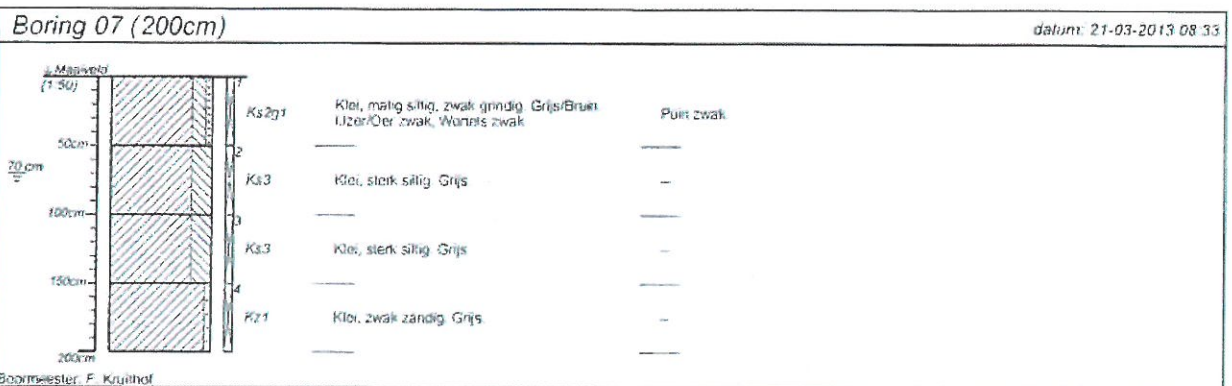 Boring 07 (200cm) datum: 21-03-2013 08:33
Maaiveld
(1:50) 1
Ks2g1 Klei, matig siltig, zwak grindig. Grijs/Bruin. Puin zwak
IJzer/Oer zwak, Wortels zwak
50cm 2
70 cm Ks3 Klei, sterk siltig. Grijs -
100cm 3
Ks3 Klei, sterk siltig. Grijs -
150cm 4
Kz1 Klei, zwak zandig. Grijs. -
200cm
Boormeester: F. Kruithof